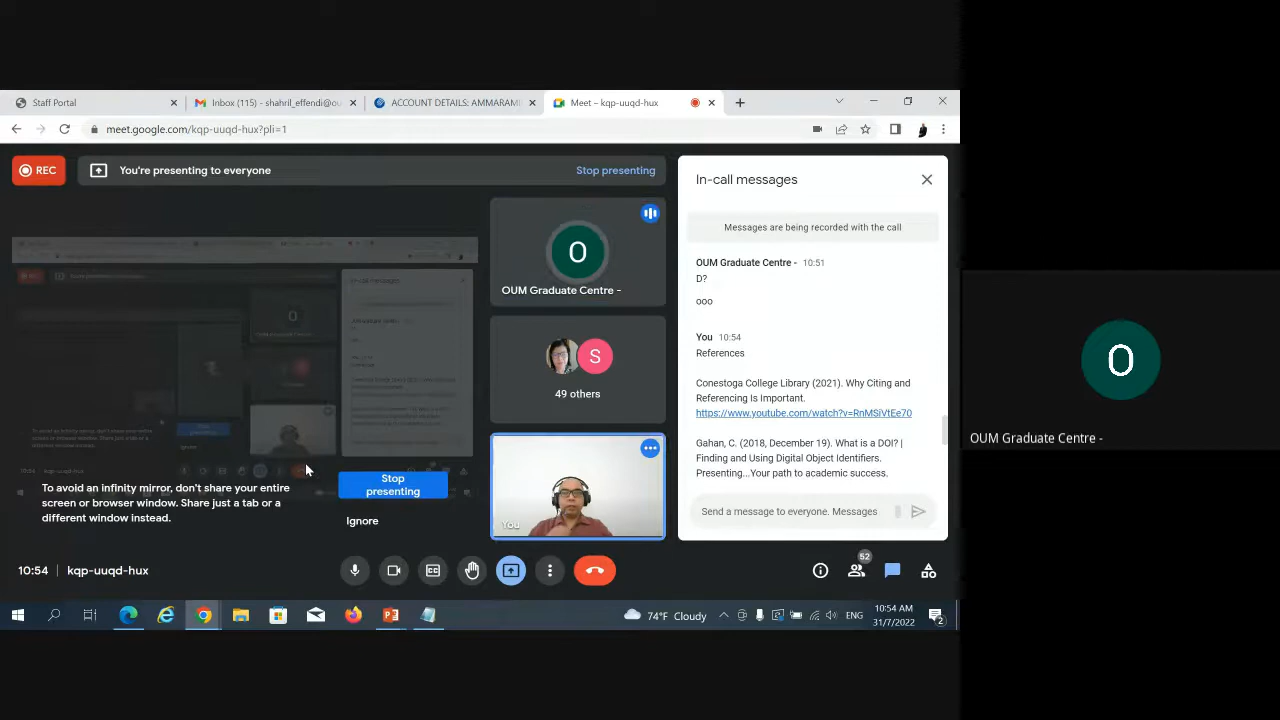 Staff Portal
Inbox (115) - shahril_effendi@ou
ACCOUNT DETAILS: AMMARAM
Meet – kqp-uuqd-hux
meet.google.com/kqp-uuqd-hux?pli=1
REC
You're presenting to everyone
Stop presenting
In-call messages
Messages are being recorded with the call
OUM Graduate Centre - 10:51
D?
ooo
You 10:54
References
Conestoga College Library (2021). Why Citing and
Referencing Is Important.
https://www.youtube.com/watch?v=RnMSiVtEe70
Gahan, C. (2018, December 19). What is a DOI? |
Finding and Using Digital Object Identifiers.
Presenting...Your path to academic success.
Send a message to everyone. Messages
O
OUM Graduate Centre -
S
49 others
You
To avoid an infinity mirror, don't share your entire
screen or browser window. Share just a tab or a
different window instead.
Stop
presenting
Ignore
10:54 | kqp-uuqd-hux
52
74°F Cloudy
ENG
10:54 AM
31/7/2022
2
O
OUM Graduate Centre -